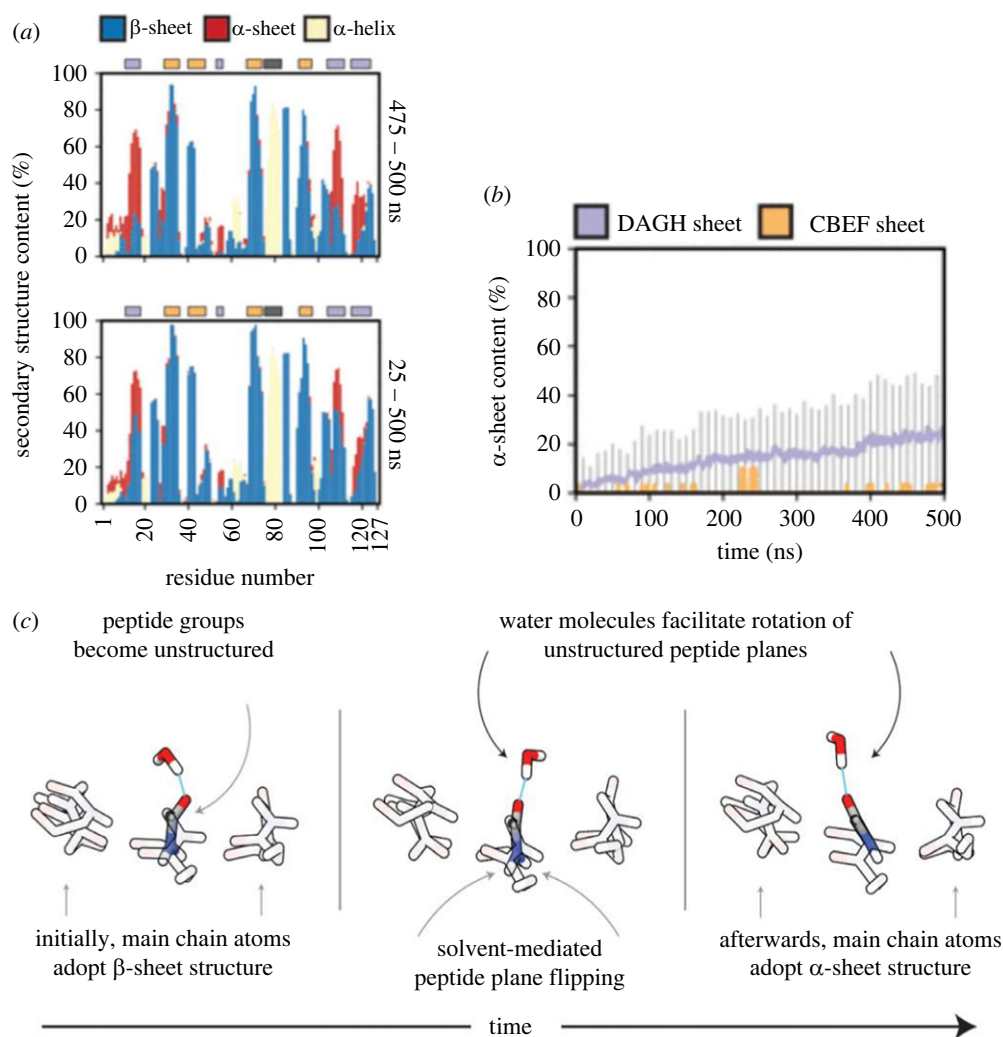 (a)
β-sheet α-sheet α-helix
100
80
60
40
20
0
475 – 500 ns
100
80
60
40
20
0
25 – 500 ns
secondary structure content (%)
1 20 40 60 80 100 120 127
residue number
(b)
DAGH sheet CBEF sheet
100
80
60
40
20
0
α-sheet content (%)
0 100 200 300 400 500
time (ns)
(c)
peptide groups
become unstructured
water molecules facilitate rotation of
unstructured peptide planes
initially, main chain atoms
adopt β-sheet structure
solvent-mediated
peptide plane flipping
afterwards, main chain atoms
adopt α-sheet structure
time